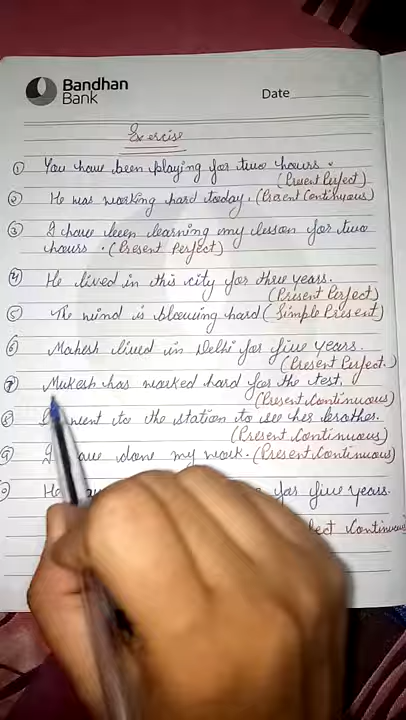 Bandhan
Bank
Date
Exercise
① You have been playing for two hours.
(Present Perfect)
② He was working hard today. (Present Continuous)
③ I have been learning my lesson for two
hours. (Present Perfect)
④ He lived in this city for three years.
(Present Perfect)
⑤ The wind is blowing hard (Simple Present)
⑥ Mahesh lived in Delhi for five years.
(Present Perfect.)
⑦ Mukesh has worked hard for the test.
(Present Continuous)
⑧ I went to the station to see her brother.
(Present Continuous)
⑨ I have done my work. (Present Continuous)
He for five years.
Continuous